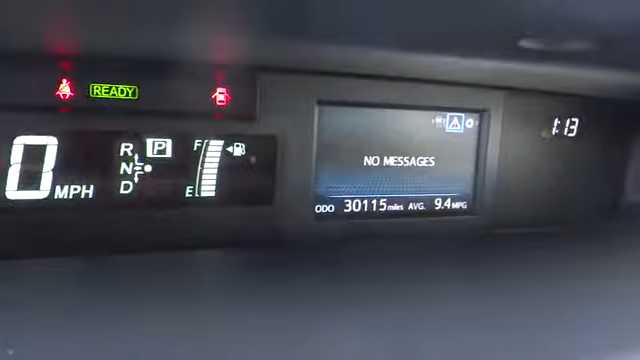 READY
0 MPH
R
N
D
P
F
E
NO MESSAGES
ODO 30115 miles AVG. 9.4 MPG
1:13